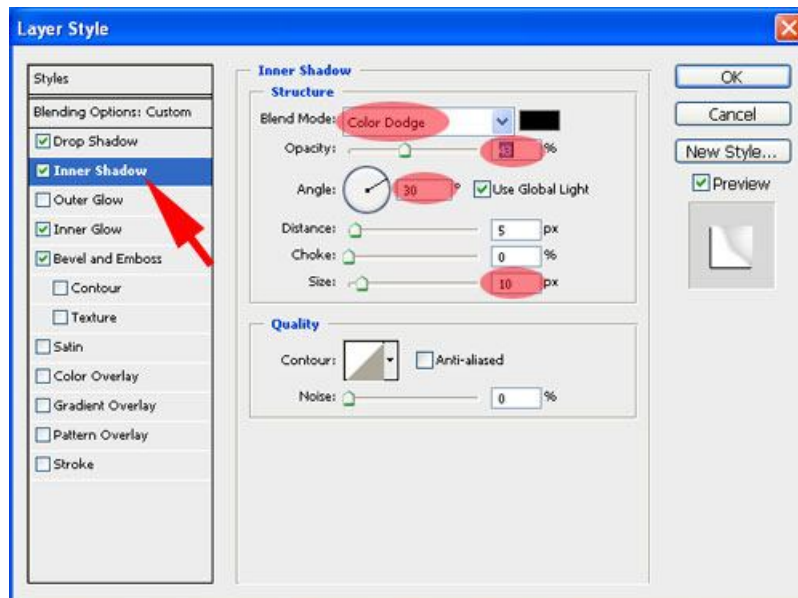 Layer Style
Styles
Blending Options: Custom
Drop Shadow
Inner Shadow
Outer Glow
Inner Glow
Bevel and Emboss
Contour
Texture
Satin
Color Overlay
Gradient Overlay
Pattern Overlay
Stroke
Inner Shadow
Structure
Blend Mode: Color Dodge
Opacity: 43 %
Angle: 30 ° Use Global Light
Distance: 5 px
Choke: 0 %
Size: 10 px
Quality
Contour: Anti-aliased
Noise: 0 %
OK
Cancel
New Style...
Preview